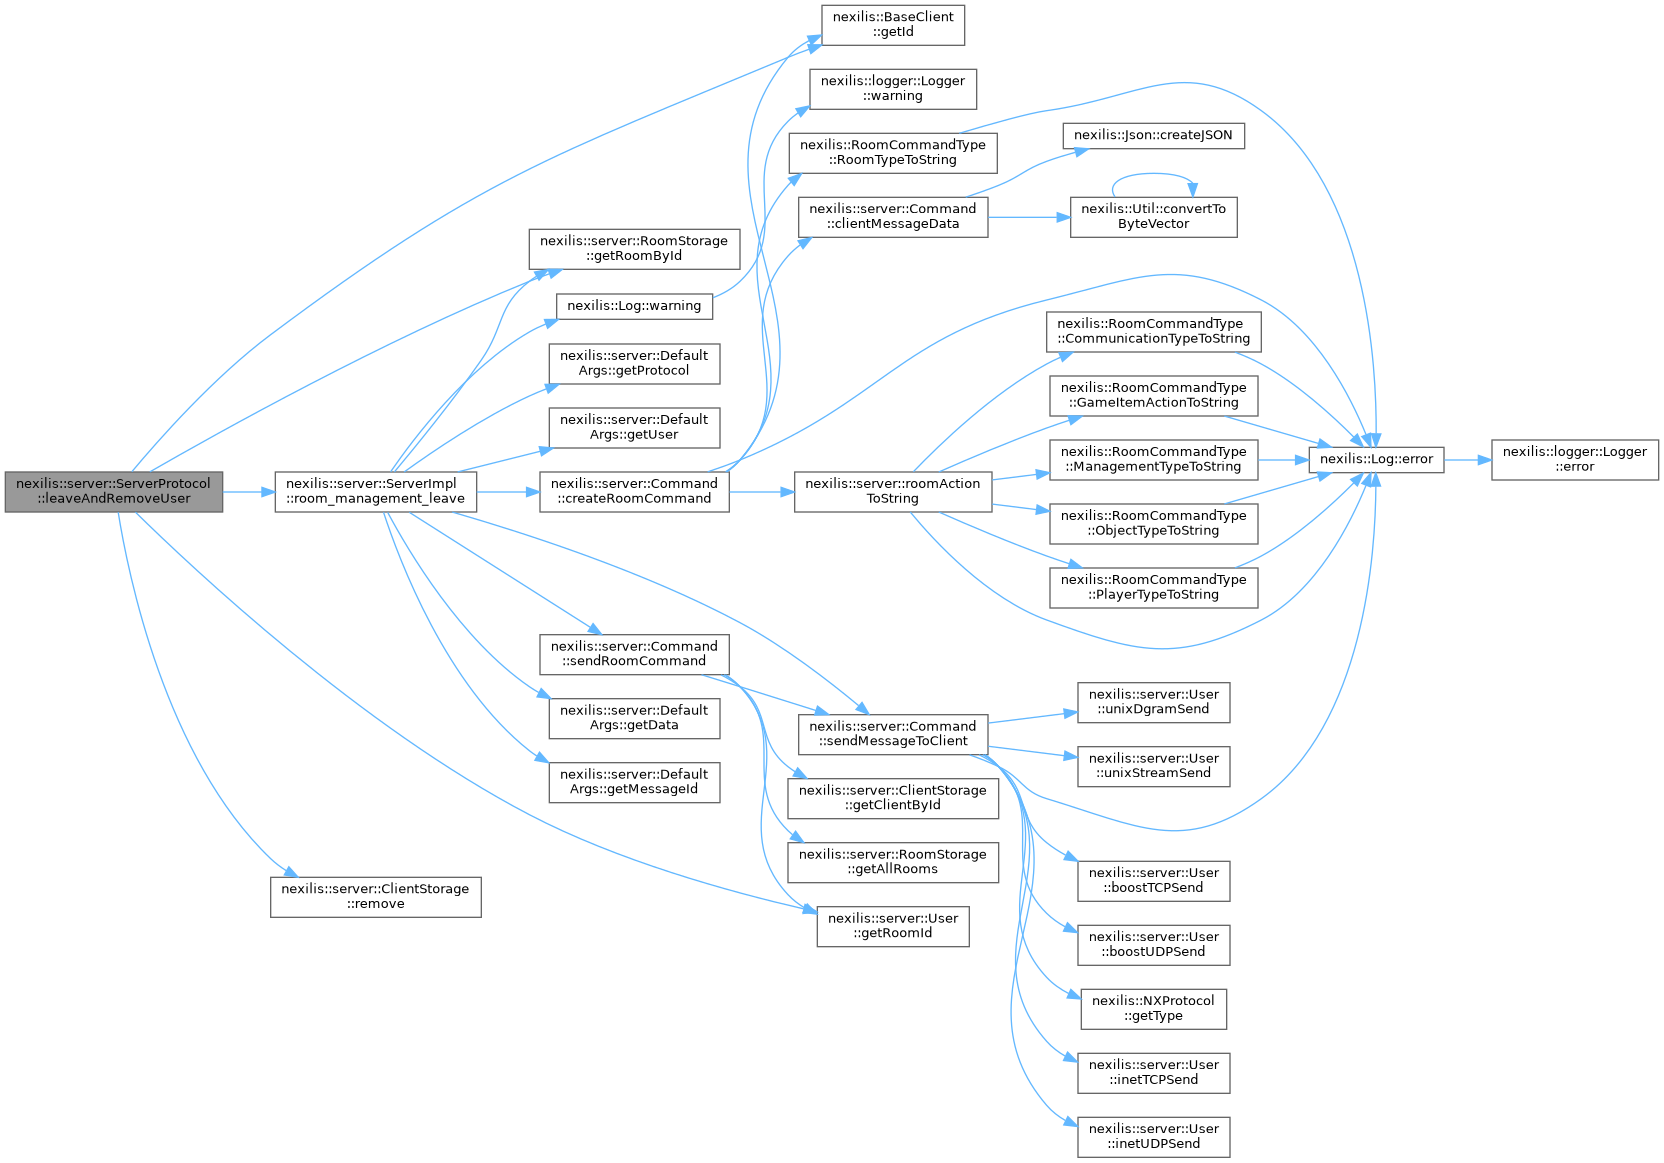 nexilis::BaseClient
::getId
nexilis::logger::Logger
::warning
nexilis::RoomCommandType
::RoomTypeToString
nexilis::Json::createJSON
nexilis::server::Command
::clientMessageData
nexilis::Util::convertTo
ByteVector
nexilis::server::RoomStorage
::getRoomById
nexilis::Log::warning
nexilis::RoomCommandType
::CommunicationTypeToString
nexilis::server::Default
Args::getProtocol
nexilis::RoomCommandType
::GameItemActionToString
nexilis::server::Default
Args::getUser
nexilis::RoomCommandType
::ManagementTypeToString
nexilis::Log::error
nexilis::logger::Logger
::error
nexilis::server::ServerProtocol
::leaveAndRemoveUser
nexilis::server::ServerImpl
::room_management_leave
nexilis::server::Command
::createRoomCommand
nexilis::server::roomAction
ToString
nexilis::RoomCommandType
::ObjectTypeToString
nexilis::RoomCommandType
::PlayerTypeToString
nexilis::server::Command
::sendRoomCommand
nexilis::server::Default
Args::getData
nexilis::server::Command
::sendMessageToClient
nexilis::server::User
::unixDgramSend
nexilis::server::User
::unixStreamSend
nexilis::server::Default
Args::getMessageId
nexilis::server::ClientStorage
::getClientById
nexilis::server::RoomStorage
::getAllRooms
nexilis::server::User
::boostTCPSend
nexilis::server::ClientStorage
::remove
nexilis::server::User
::getRoomId
nexilis::server::User
::boostUDPSend
nexilis::NXProtocol
::getType
nexilis::server::User
::inetTCPSend
nexilis::server::User
::inetUDPSend